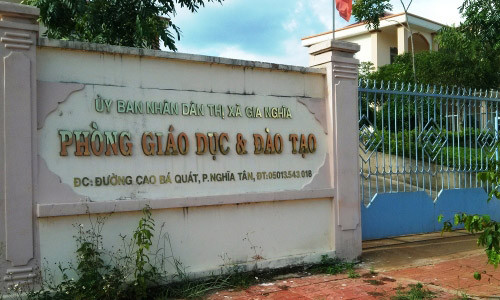 ỦY BAN NHÂN DÂN THỊ XÃ GIA NGHĨA
PHÒNG GIÁO DỤC & ĐÀO TẠO
ĐC: ĐƯỜNG CAO BÁ QUÁT, P.NGHĨA TÂN, ĐT:05013.543 018